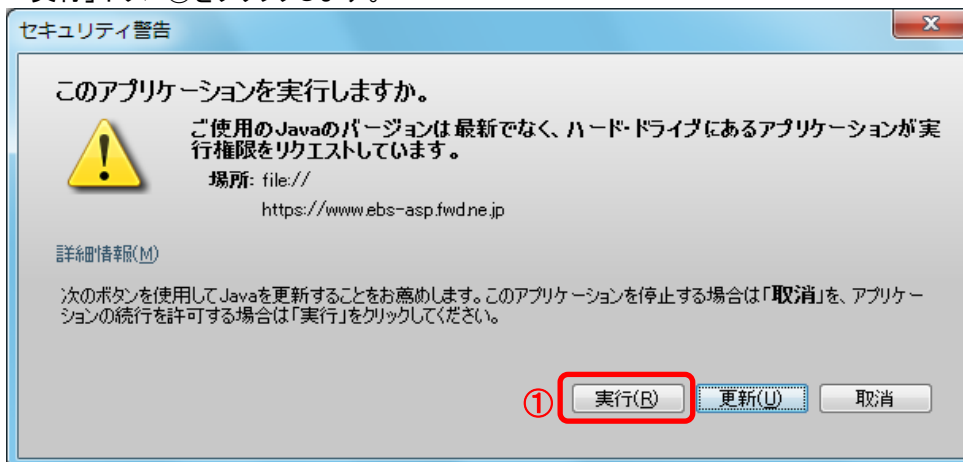 セキュリティ警告
このアプリケーションを実行しますか。
ご使用のJavaのバージョンは最新でなく、ハード・ドライブにあるアプリケーションが実
行権限をリクエストしています。
場所: file://
https://www.ebs-asp.fwd.ne.jp
詳細情報(M)
次のボタンを使用してJavaを更新することをお薦めします。このアプリケーションを停止する場合は「取消」を、アプリケー
ションの続行を許可する場合は「実行」をクリックしてください。
① 実行(R) 更新(U) 取消